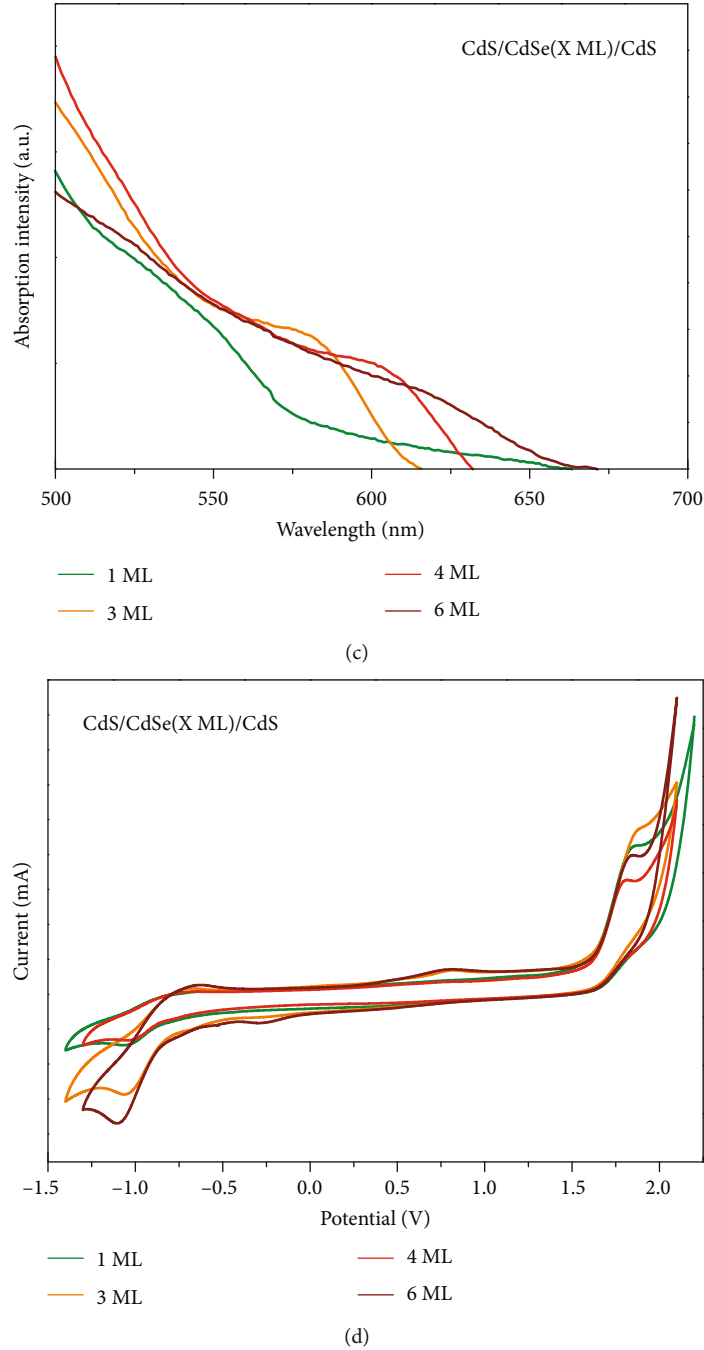 CdS/CdSe(X ML)/CdS
Absorption intensity (a.u.)
500 550 600 650 700
Wavelength (nm)
1 ML 4 ML
3 ML 6 ML
(c)
CdS/CdSe(X ML)/CdS
Current (mA)
–1.5 –1.0 –0.5 0.0 0.5 1.0 1.5 2.0
Potential (V)
1 ML 4 ML
3 ML 6 ML
(d)